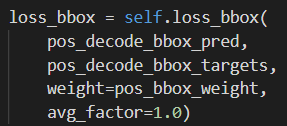 loss_bbox = self.loss_bbox(
    pos_decode_bbox_pred,
    pos_decode_bbox_targets,
    weight=pos_bbox_weight,
    avg_factor=1.0)